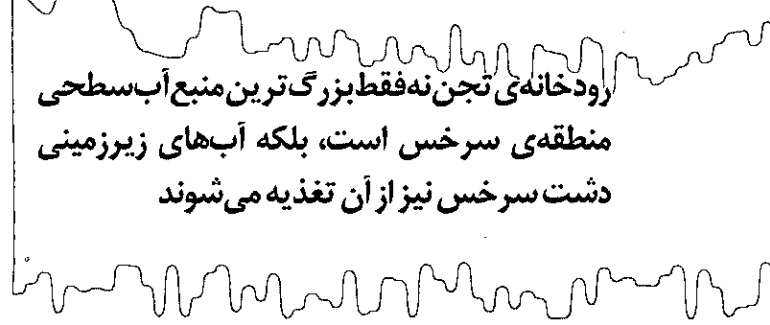 رودخانه‌ی تجن نه فقط بزرگ‌ترین منبع آب سطحی
منطقه‌ی سرخس است، بلکه آب‌های زیرزمینی
دشت سرخس نیز از آن تغذیه می‌شوند